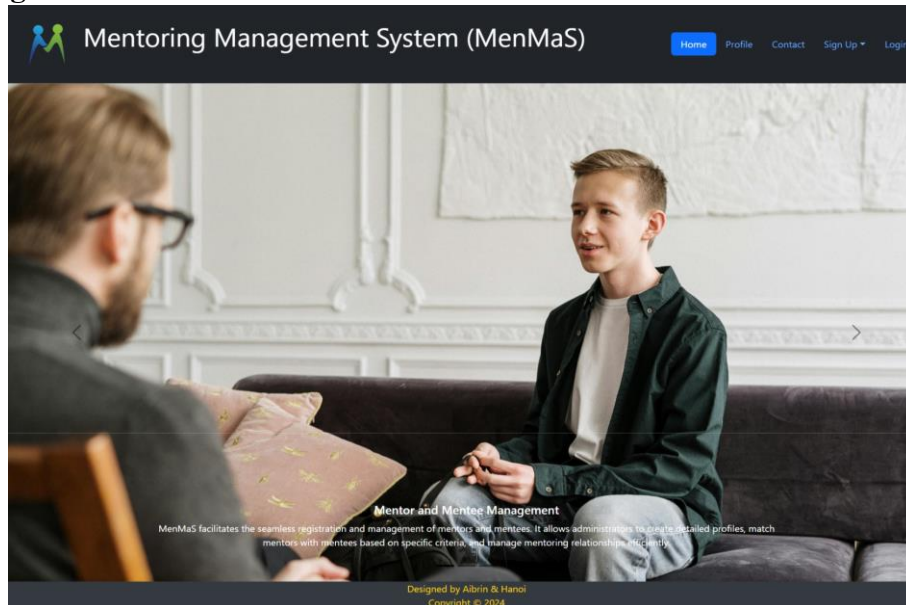 Mentoring Management System (MenMaS)
Home Profile Contact Sign Up Login
Mentor and Mentee Management
MenMaS facilitates the seamless registration and management of mentors and mentees. It allows administrators to create detailed profiles, match
mentors with mentees based on specific criteria, and manage mentoring relationships efficiently.
Designed by Aibrin & Hanoi
Copyright © 2024